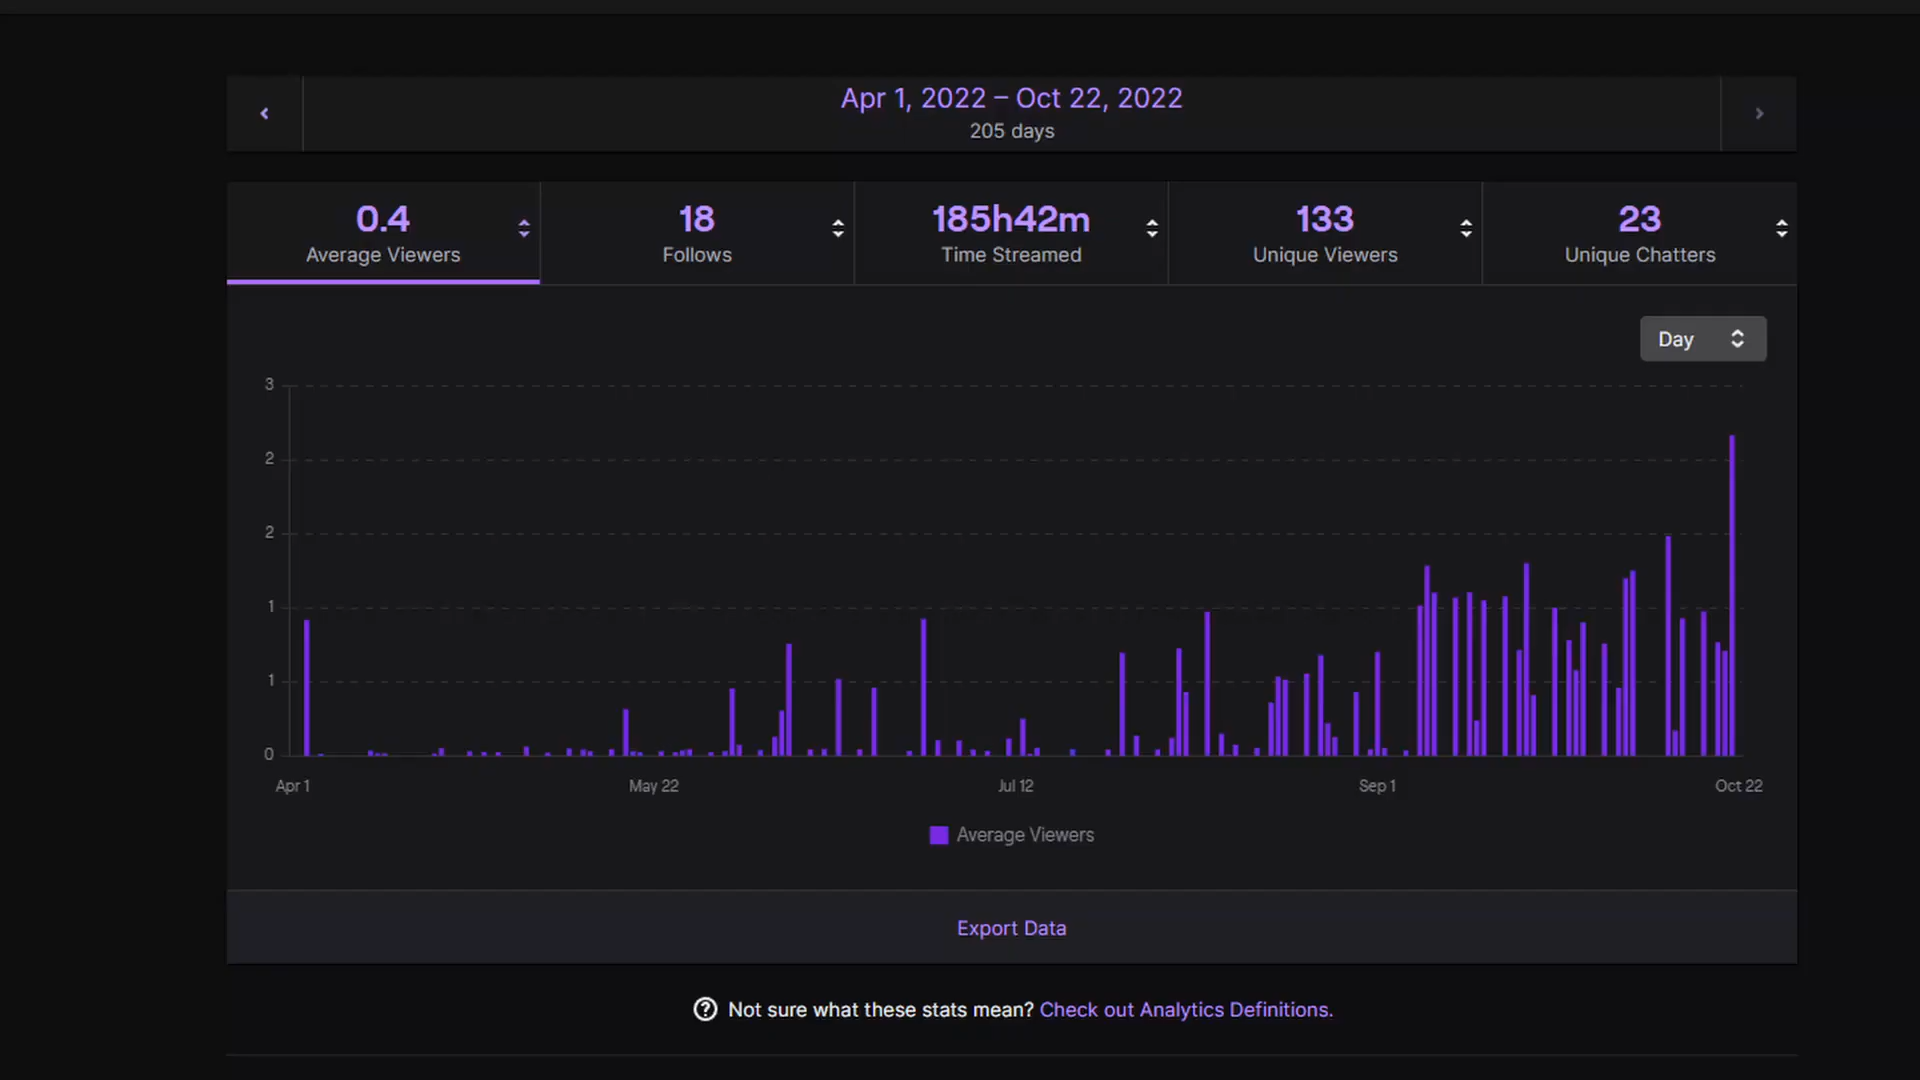 Apr 1, 2022 – Oct 22, 2022
205 days
0.4
Average Viewers
18
Follows
185h42m
Time Streamed
133
Unique Viewers
23
Unique Chatters
Day
3
2
2
1
1
0
Apr 1
May 22
Jul 12
Sep 1
Oct 22
Average Viewers
Export Data
Not sure what these stats mean? Check out Analytics Definitions.